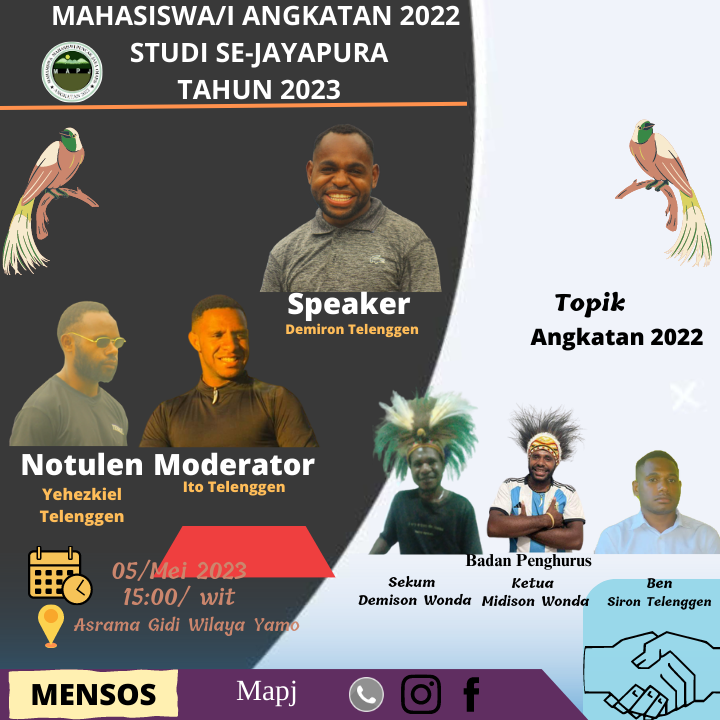 MAHASISWA/I ANGKATAN 2022
STUDI SE-JAYAPURA
TAHUN 2023
M A P J
Speaker
Demiron Telenggen
Topik
Angkatan 2022
Notulen
Yehezkiel
Telenggen
Moderator
Ito Telenggen
Badan Penghurus
Sekum
Demison Wonda
Ketua
Midison Wonda
Ben
Siron Telenggen
05/Mei 2023
15:00/ wit
Asrama Gidi Wilaya Yamo
MENSOS
Mapj